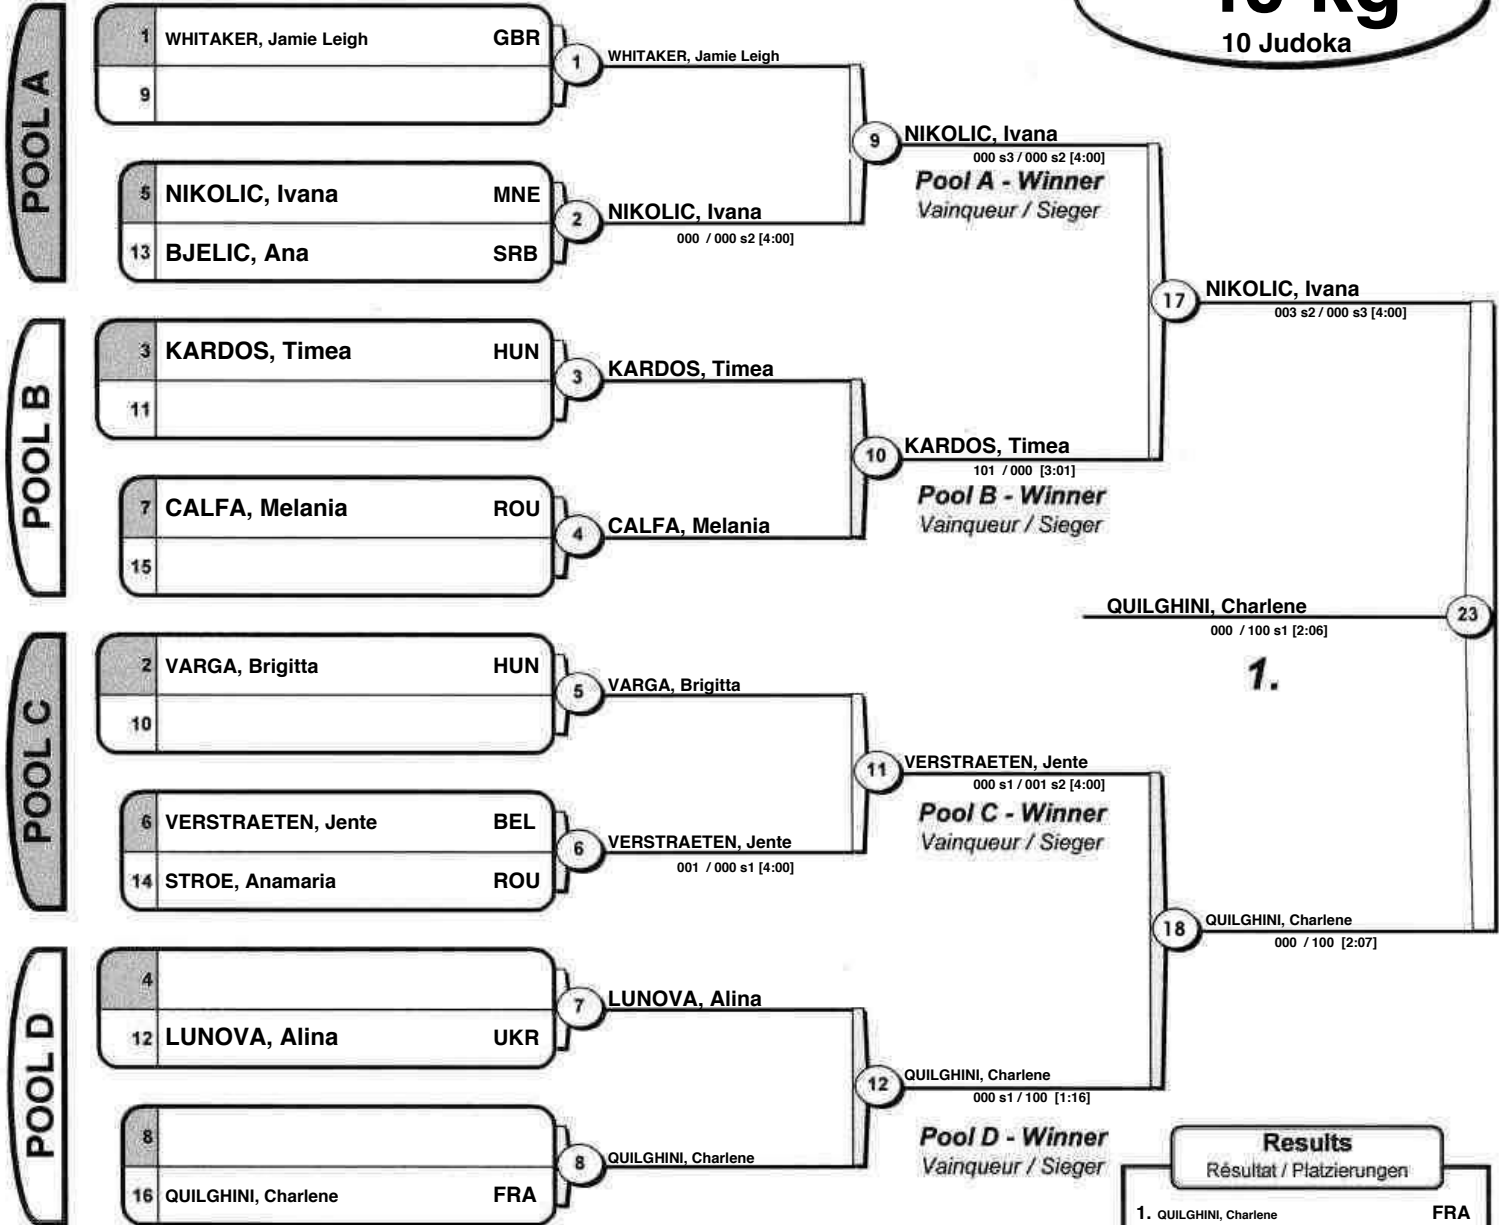 kg
10 Judoka
POOL A
1 WHITAKER, Jamie Leigh GBR
9
1 WHITAKER, Jamie Leigh
5 NIKOLIC, Ivana MNE
13 BJELIC, Ana SRB
2 NIKOLIC, Ivana
000 / 000 s2 [4:00]
9 NIKOLIC, Ivana
000 s3 / 000 s2 [4:00]
Pool A - Winner
Vainqueur / Sieger
17 NIKOLIC, Ivana
003 s2 / 000 s3 [4:00]
POOL B
3 KARDOS, Timea HUN
11
3 KARDOS, Timea
7 CALFA, Melania ROU
15
4 CALFA, Melania
10 KARDOS, Timea
101 / 000 [3:01]
Pool B - Winner
Vainqueur / Sieger
QUILGHINI, Charlene 23
000 / 100 s1 [2:06]
1.
POOL C
2 VARGA, Brigitta HUN
10
5 VARGA, Brigitta
6 VERSTRAETEN, Jente BEL
14 STROE, Anamaria ROU
6 VERSTRAETEN, Jente
001 / 000 s1 [4:00]
11 VERSTRAETEN, Jente
000 s1 / 001 s2 [4:00]
Pool C - Winner
Vainqueur / Sieger
18 QUILGHINI, Charlene
000 / 100 [2:07]
POOL D
4
12 LUNOVA, Alina UKR
7 LUNOVA, Alina
8
16 QUILGHINI, Charlene FRA
8 QUILGHINI, Charlene
12 QUILGHINI, Charlene
000 s1 / 100 [1:16]
Pool D - Winner
Vainqueur / Sieger
Results
Résultat / Platzierungen
1. QUILGHINI, Charlene FRA